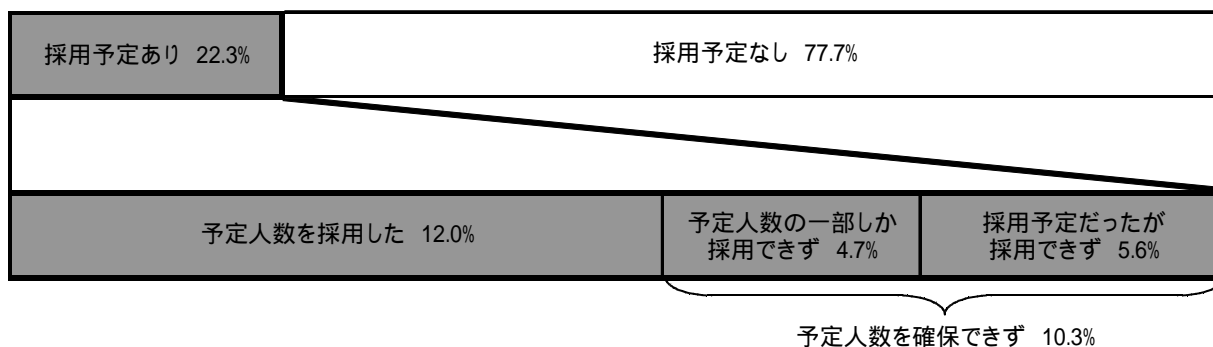 採用予定あり 22.3%
採用予定なし 77.7%
予定人数を採用した 12.0%
予定人数の一部しか
採用できず 4.7%
採用予定だったが
採用できず 5.6%
予定人数を確保できず 10.3%